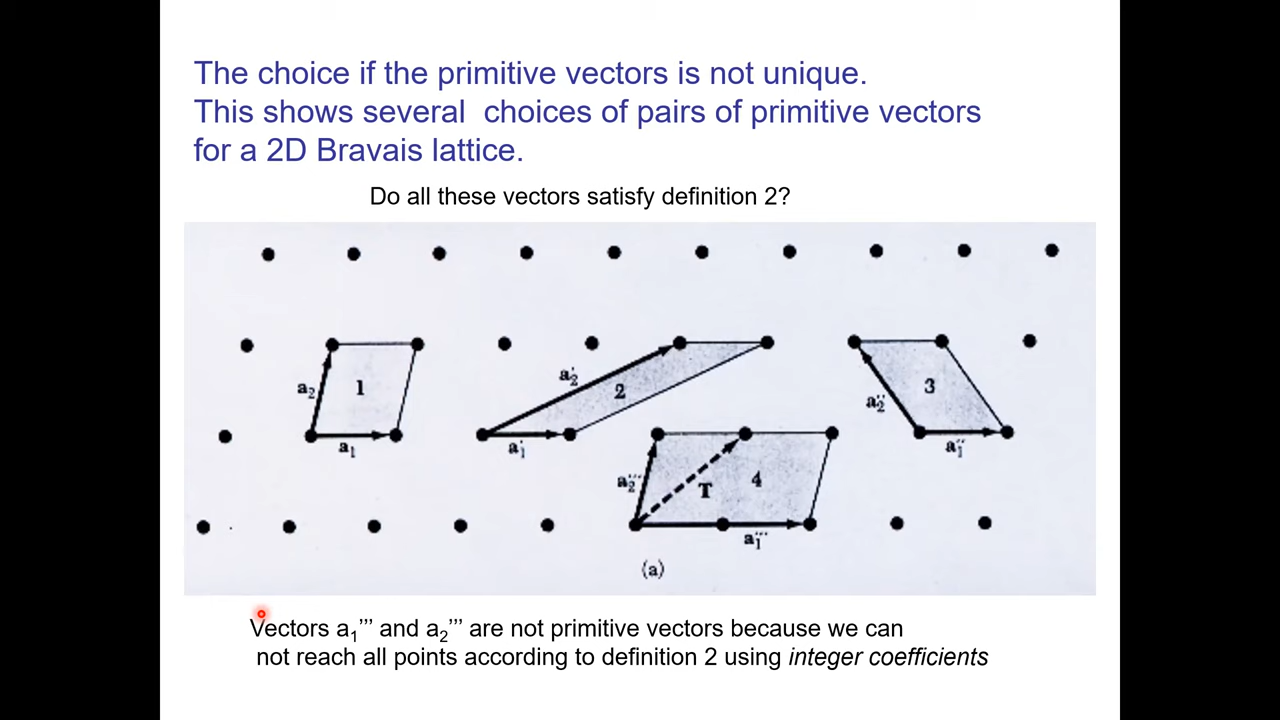 The choice if the primitive vectors is not unique.
This shows several choices of pairs of primitive vectors
for a 2D Bravais lattice.
Do all these vectors satisfy definition 2?
a₂
1
a₁
a₂'
2
a₁'
a₂''
3
a₁''
a₂'''
T
4
a₁'''
(a)
Vectors a₁’’’ and a₂’’’ are not primitive vectors because we can
not reach all points according to definition 2 using integer coefficients